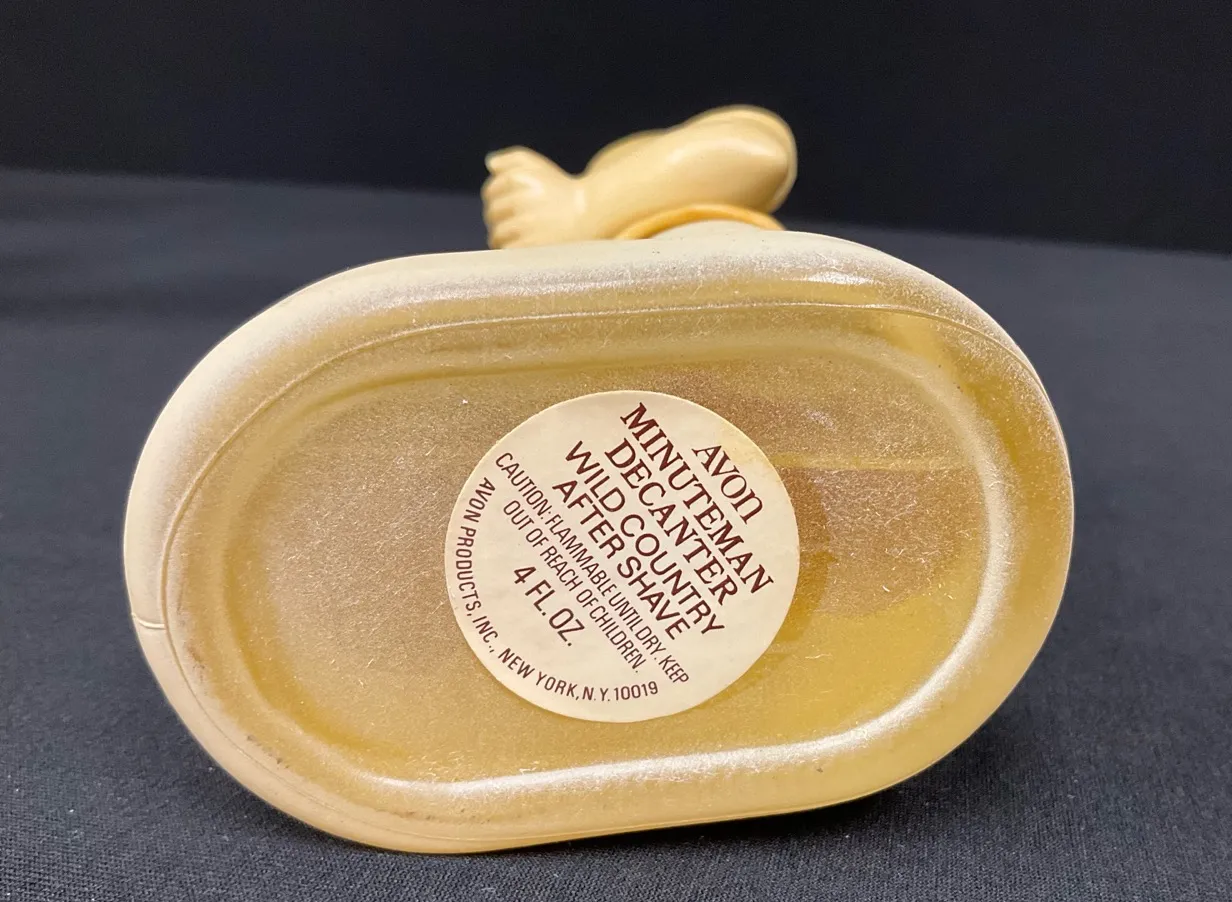 AVON
MINUTEMAN
DECANTER
WILD COUNTRY
AFTER SHAVE
CAUTION: FLAMMABLE UNTIL DRY. KEEP
OUT OF REACH OF CHILDREN.
4 FL. OZ.
AVON PRODUCTS, INC., NEW YORK, N.Y. 10019